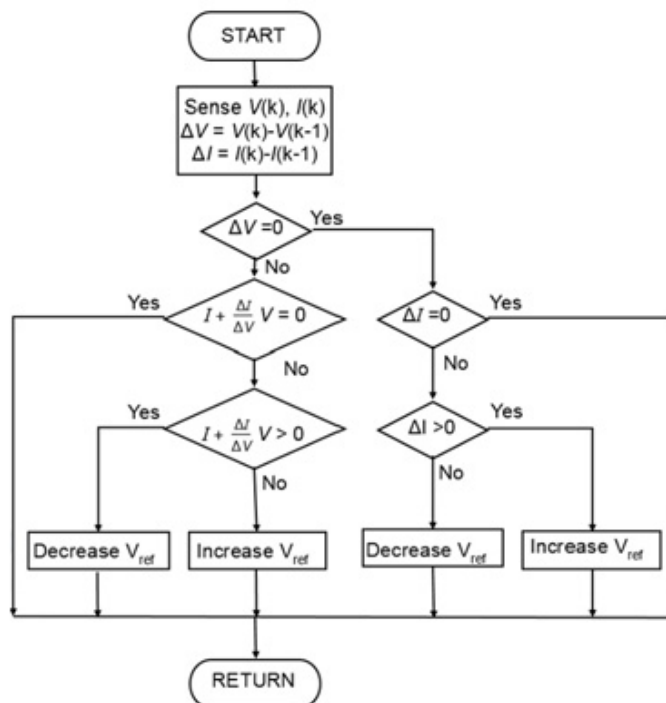 START
Sense V(k), I(k)
ΔV = V(k)-V(k-1)
ΔI = I(k)-I(k-1)
ΔV =0
Yes
No
Yes
I + ΔI/ΔV V = 0
ΔI=0
Yes
No
No
Yes
I + ΔI/ΔV V > 0
ΔI >0
Yes
No
No
Decrease Vref
Increase Vref
Decrease Vref
Increase Vref
RETURN